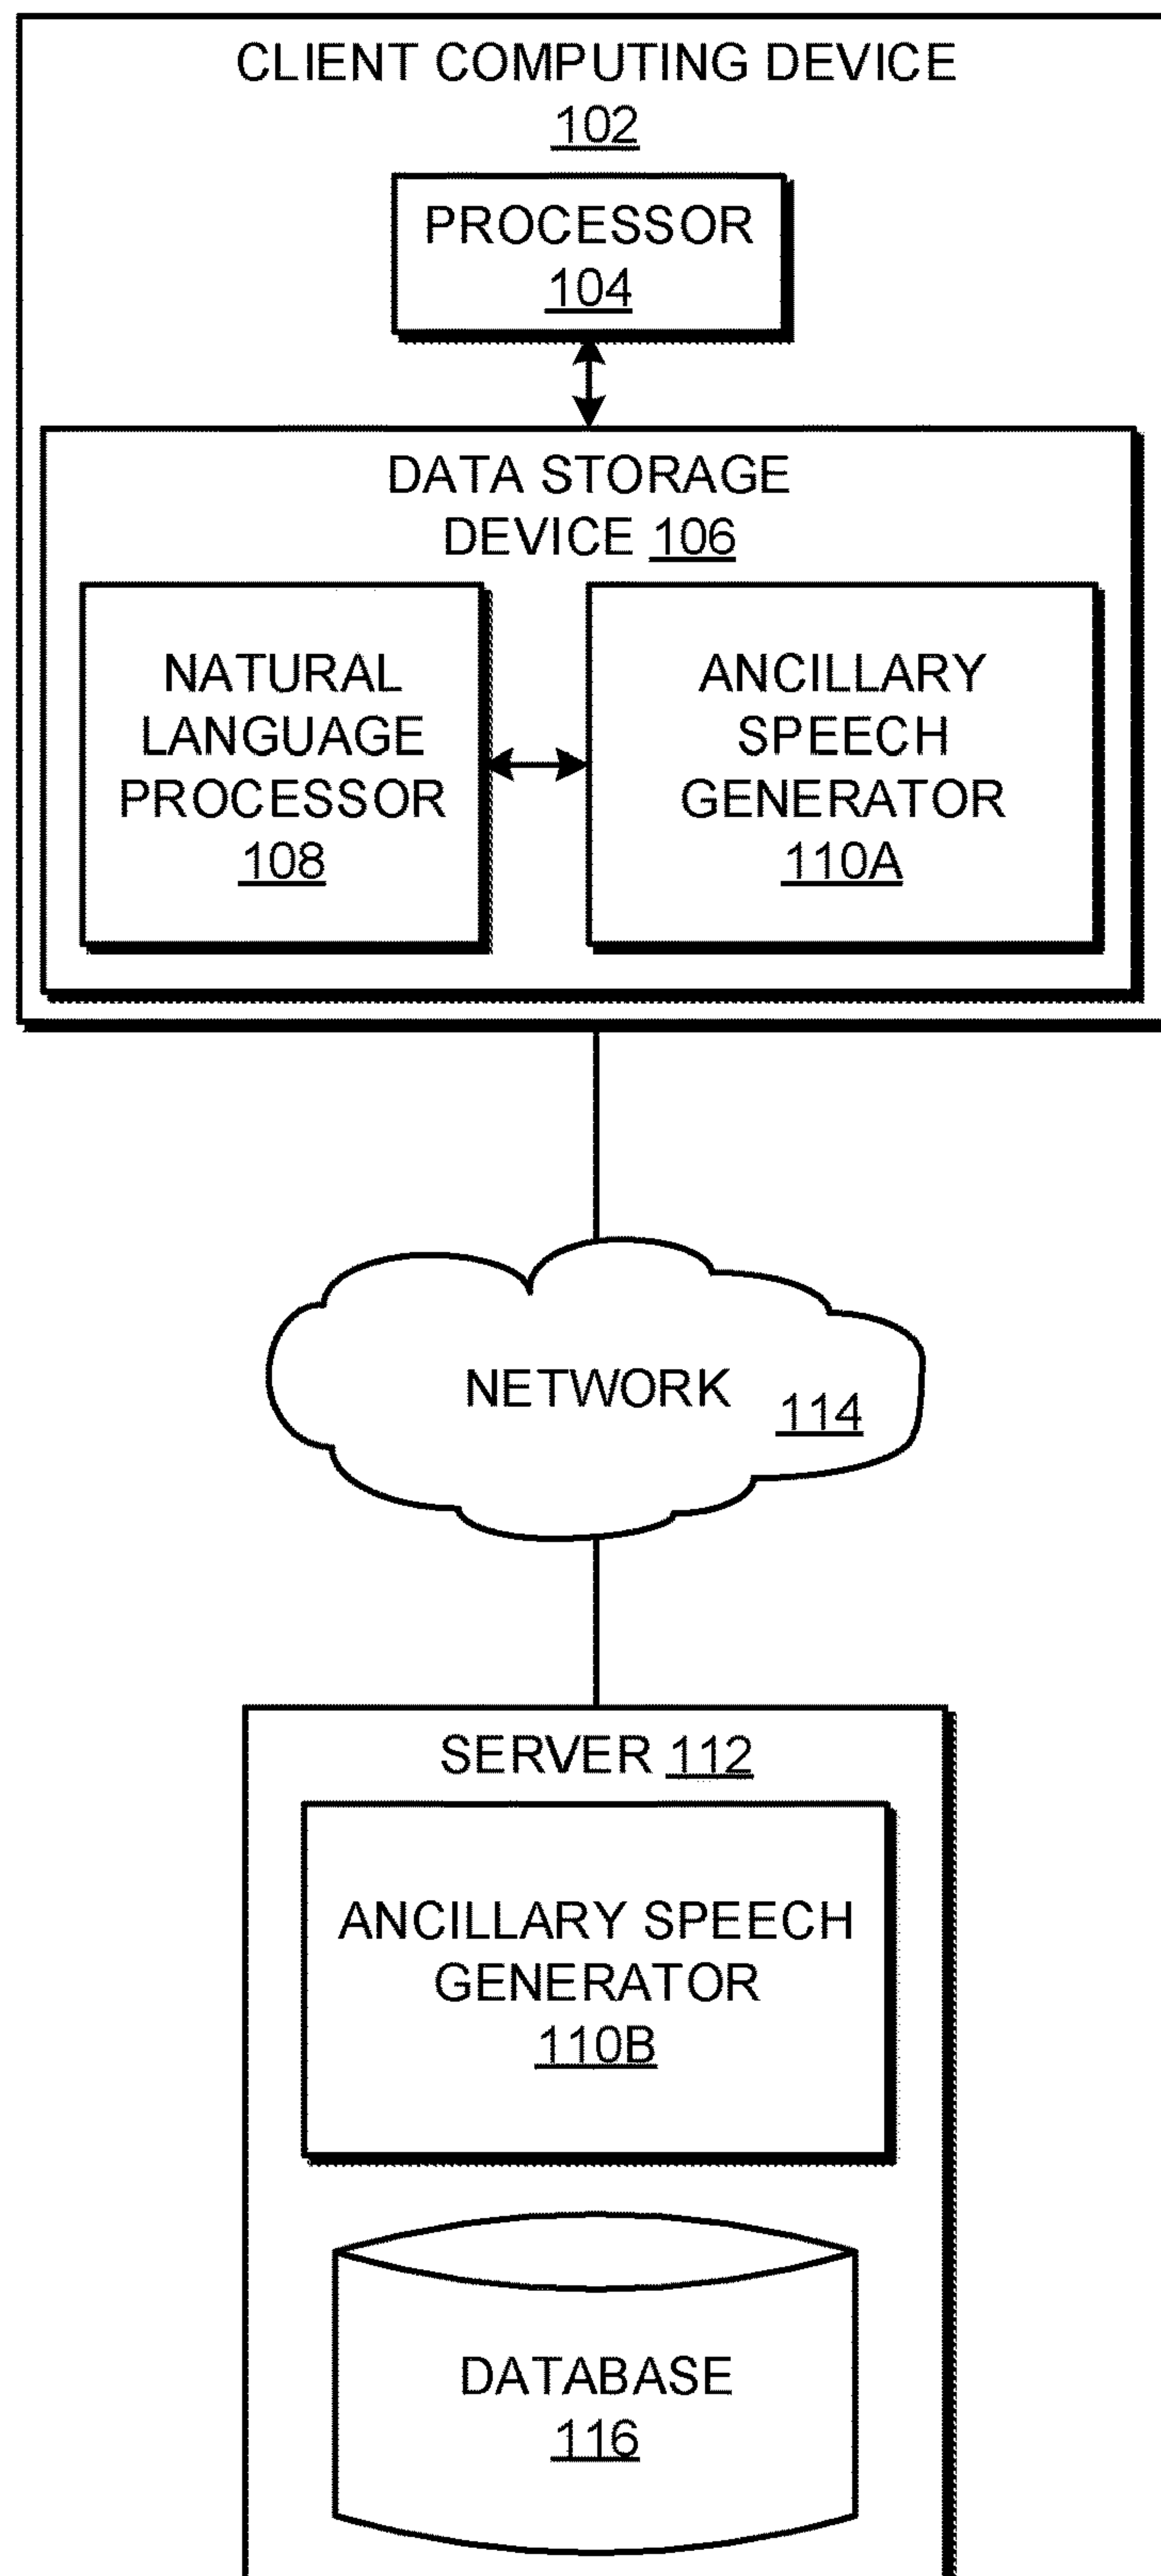 CLIENT COMPUTING DEVICE
102
PROCESSOR
104
DATA STORAGE
DEVICE 106
NATURAL
LANGUAGE
PROCESSOR
108
ANCILLARY
SPEECH
GENERATOR
110A
NETWORK
114
SERVER 112
ANCILLARY SPEECH
GENERATOR
110B
DATABASE
116